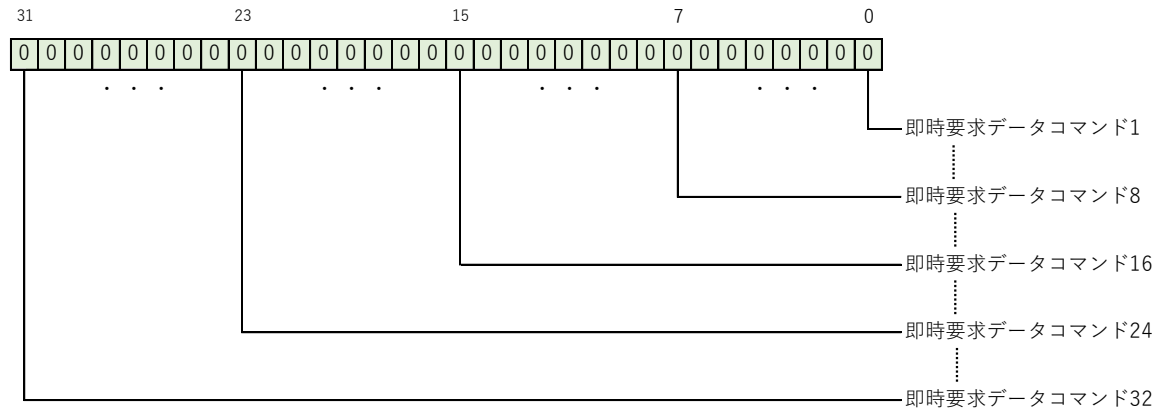 31 23 15 7 0
0 0 0 0 0 0 0 0 0 0 0 0 0 0 0 0 0 0 0 0 0 0 0 0 0 0 0 0 0 0 0 0
・・・ ・・・ ・・・ ・・・
即時要求データコマンド1
即時要求データコマンド8
即時要求データコマンド16
即時要求データコマンド24
即時要求データコマンド32